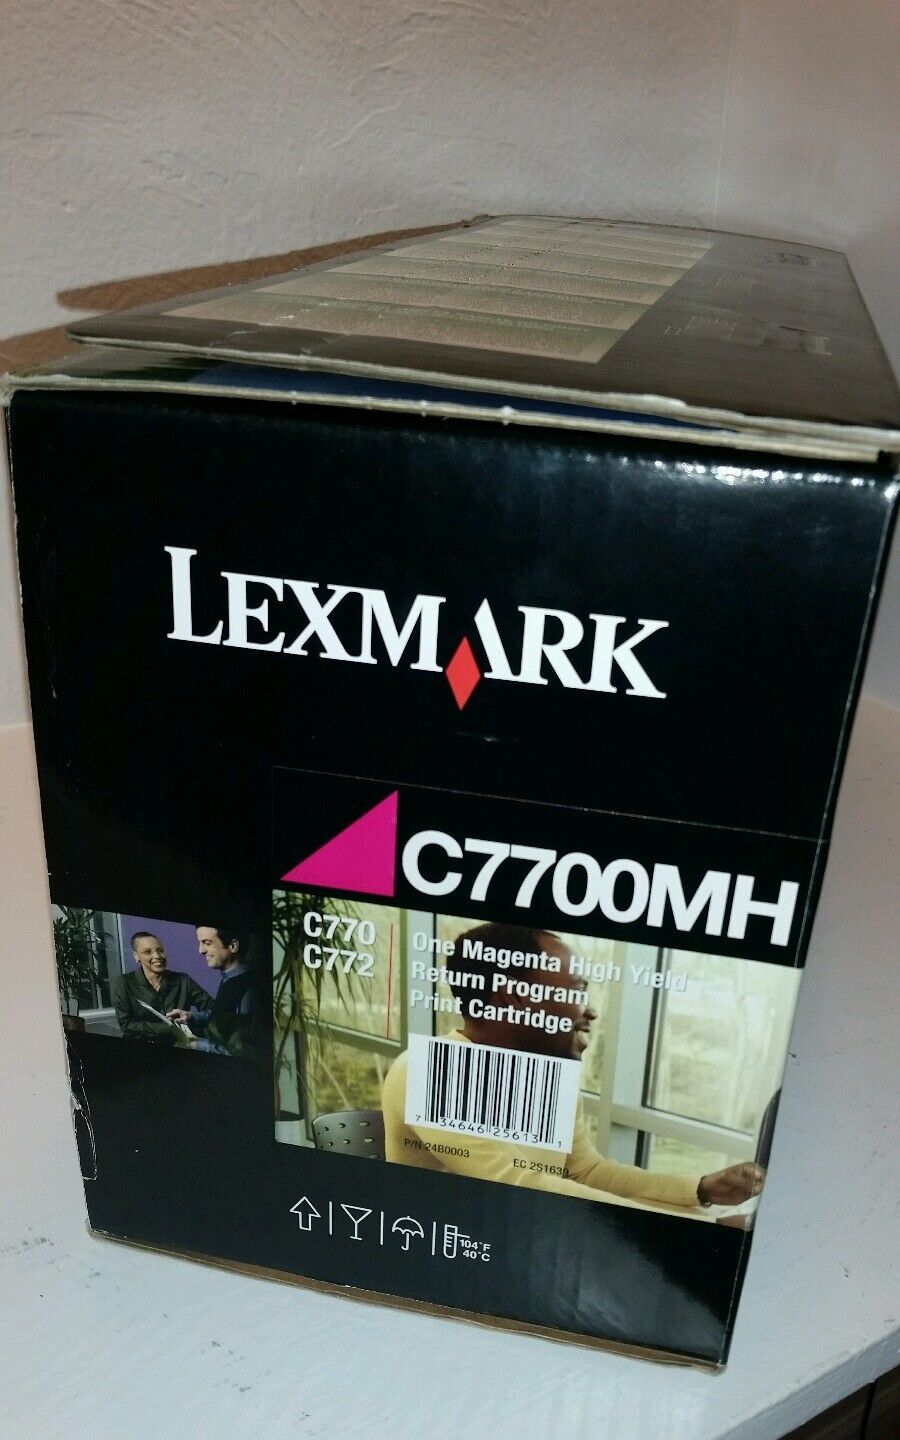 LEXMARK
C7700MH
C770
C772
One Magenta High Yield
Return Program
Print Cartridge
7 34646 25613 1
P/N 24B0003
EC 2S1639
104°F
40°C